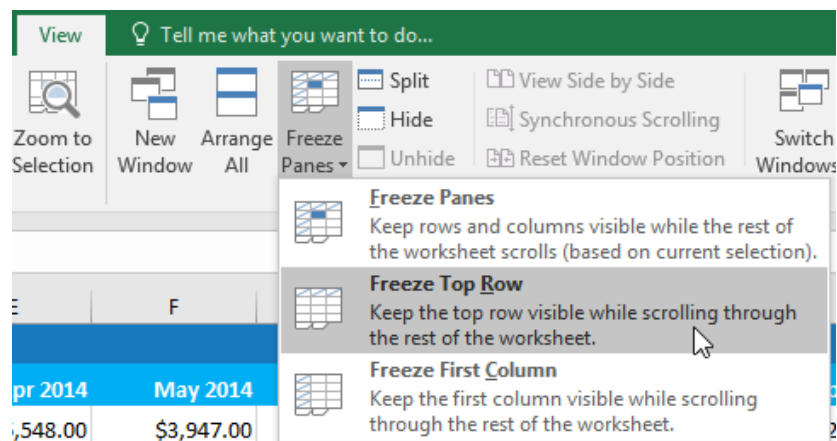 View
Tell me what you want to do...
Zoom to
Selection
New
Window
Arrange
All
Freeze
Panes
Split
Hide
Unhide
View Side by Side
Synchronous Scrolling
Reset Window Position
Switch
Windows
Freeze Panes
Keep rows and columns visible while the rest of
the worksheet scrolls (based on current selection).
Freeze Top Row
Keep the top row visible while scrolling through
the rest of the worksheet.
Freeze First Column
Keep the first column visible while scrolling
through the rest of the worksheet.
F
pr 2014
May 2014
,548.00
$3,947.00